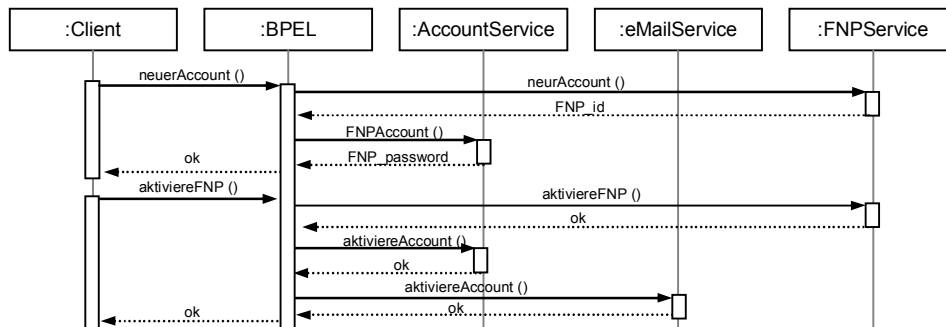 :Client
:BPEL
:AccountService
:eMailService
:FNPService
neuerAccount ()
neurAccount ()
FNP_id
FNPAccount ()
FNP_password
ok
aktiviereFNP ()
aktiviereFNP ()
ok
aktiviereAccount ()
ok
aktiviereAccount ()
ok
ok